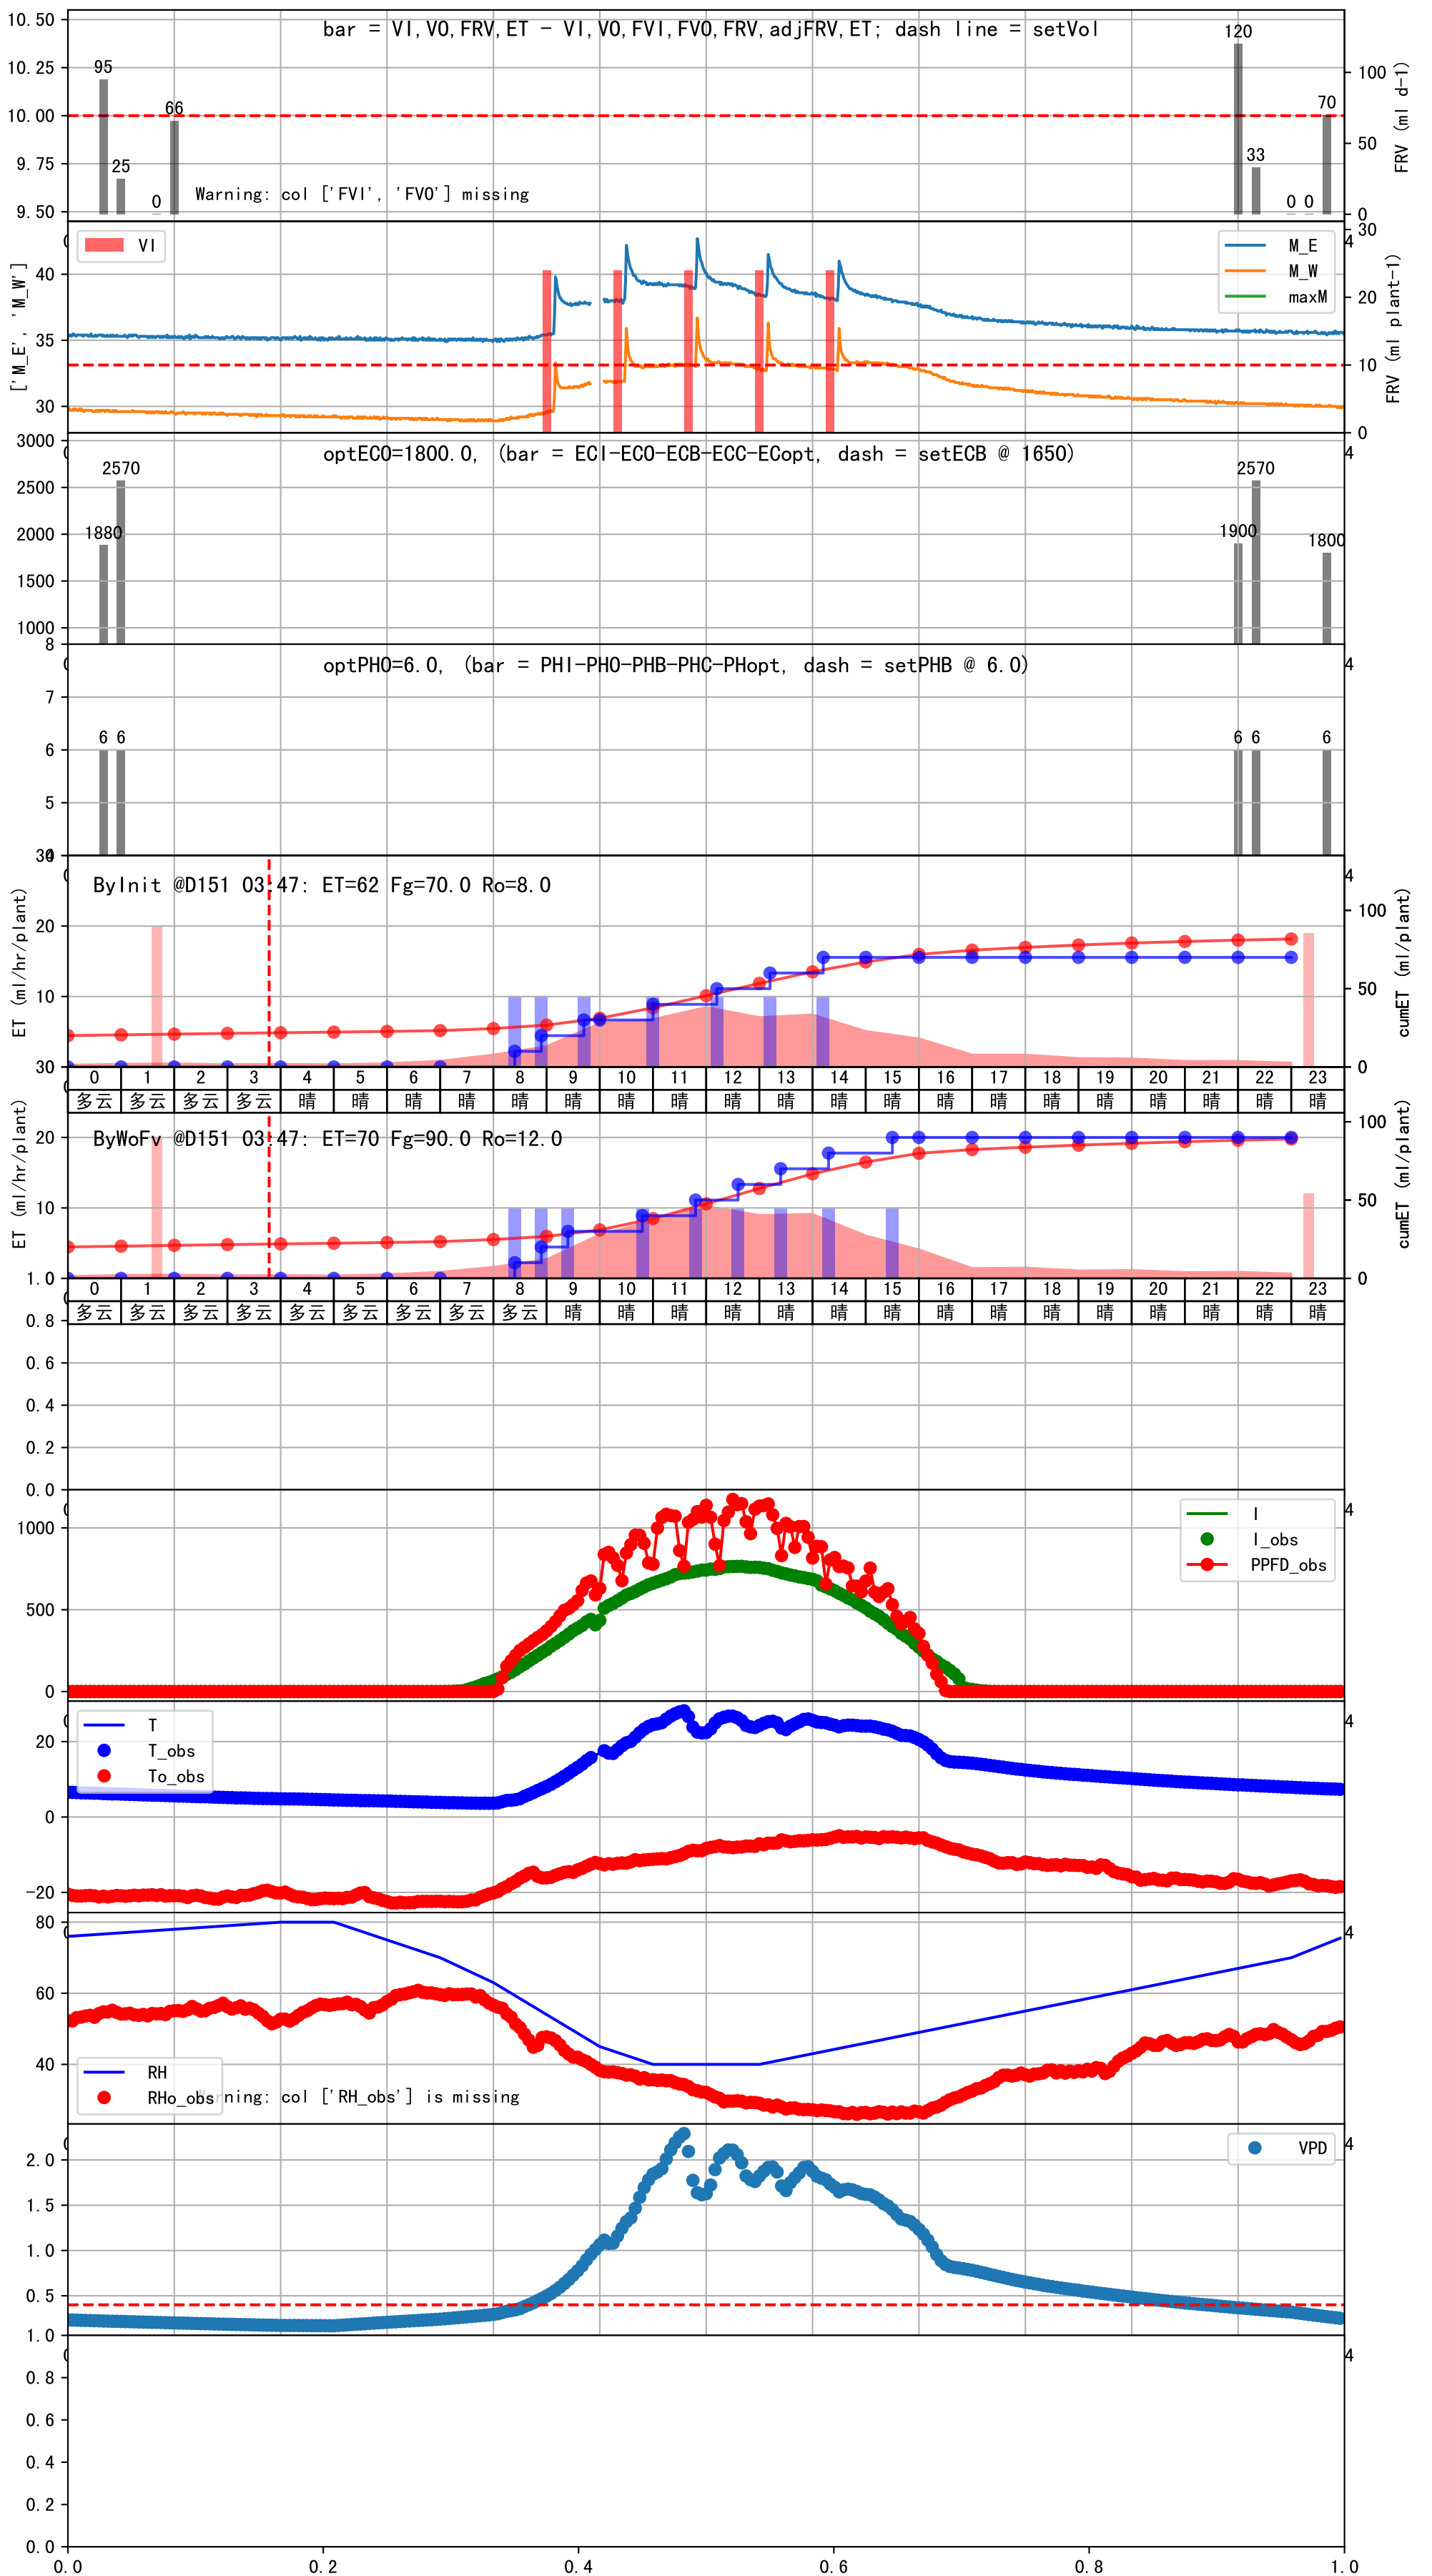 bar = VI,VO,FRV,ET - VI,VO,FVI,FVO,FRV,adjFRV,ET; dash line = setVol
10.50
10.25
10.00
9.75
9.50
95
25
0
66
120
33
0
0
70
Warning: col ['FVI', 'FVO'] missing
100
50
0
FRV (ml d-1)
4
VI
M_E
M_W
maxM
40
35
30
['M_E', 'M_W']
30
20
10
0
FRV (ml plant-1)
4
optECO=1800.0, (bar = ECI-ECO-ECB-ECC-ECopt, dash = setECB @ 1650)
3000
2500
2000
1500
1000
1880
2570
1900
2570
1800
4
optPHO=6.0, (bar = PHI-PHO-PHB-PHC-PHopt, dash = setPHB @ 6.0)
8
7
6
5
4
6 6
6 6
6
4
ByInit @D151 03:47: ET=62 Fg=70.0 Ro=8.0
30
20
10
0
ET (ml/hr/plant)
100
50
0
cumET (ml/plant)
0 1 2 3 4 5 6 7 8 9 10 11 12 13 14 15 16 17 18 19 20 21 22 23
多云 多云 多云 多云 晴 晴 晴 晴 晴 晴 晴 晴 晴 晴 晴 晴 晴 晴 晴 晴 晴 晴 晴 晴
ByWoFv @D151 03:47: ET=70 Fg=90.0 Ro=12.0
30
20
10
ET (ml/hr/plant)
100
50
0
cumET (ml/plant)
0 1 2 3 4 5 6 7 8 9 10 11 12 13 14 15 16 17 18 19 20 21 22 23
多云 多云 多云 多云 多云 多云 多云 多云 多云 晴 晴 晴 晴 晴 晴 晴 晴 晴 晴 晴 晴 晴 晴 晴
1.0
0.8
0.6
0.4
0.2
0.0
4
I
I_obs
PPFD_obs
1000
500
0
4
T
T_obs
To_obs
20
0
-20
4
80
60
40
RH
RHo_obs
rning: col ['RH_obs'] is missing
4
VPD
2.0
1.5
1.0
0.5
4
1.0
0.8
0.6
0.4
0.2
0.0
0.0 0.2 0.4 0.6 0.8 1.0